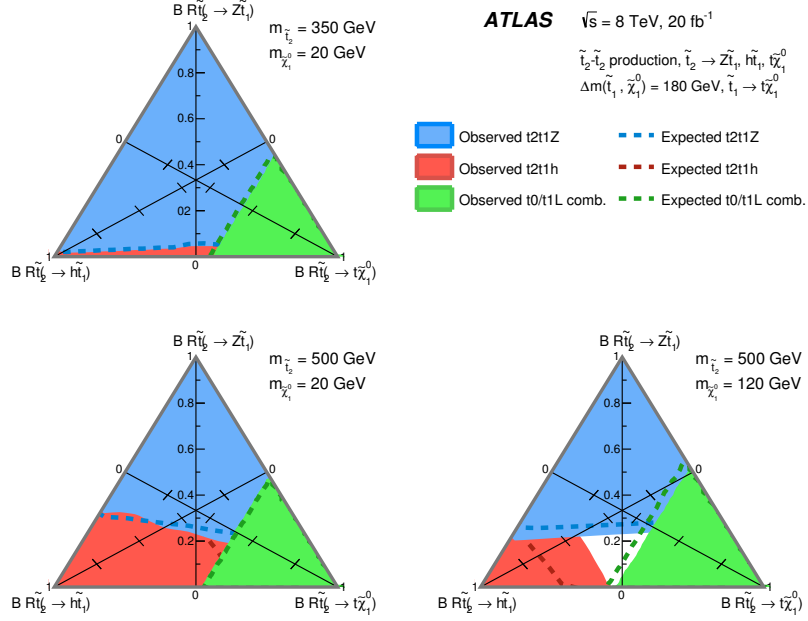 B R(t̃₂ → Zt̃₁)
m_t̃₂ = 350 GeV
m_χ̃₁⁰ = 20 GeV
1
0.8
0.6
0 0
0.4
02
1 0 1
B R(t̃₂ → ht̃₁) B R(t̃₂ → tχ̃₁⁰)
ATLAS √s = 8 TeV, 20 fb⁻¹
t̃₂-t̃₂ production, t̃₂ → Zt̃₁, ht̃₁, tχ̃₁⁰
Δm(t̃₁, χ̃₁⁰) = 180 GeV, t̃₁ → tχ̃₁⁰
Observed t2t1Z Expected t2t1Z
Observed t2t1h Expected t2t1h
Observed t0/t1L comb. Expected t0/t1L comb.
B R(t̃₂ → Zt̃₁)
m_t̃₂ = 500 GeV
m_χ̃₁⁰ = 20 GeV
1
0.8
0.6
0 0
0.4
0.2
1 0 1
B R(t̃₂ → ht̃₁) B R(t̃₂ → tχ̃₁⁰)
B R(t̃₂ → Zt̃₁)
m_t̃₂ = 500 GeV
m_χ̃₁⁰ = 120 GeV
1
0.8
0.6
0 0
0.4
0.2
1 0 1
B R(t̃₂ → ht̃₁) B R(t̃₂ → tχ̃₁⁰)